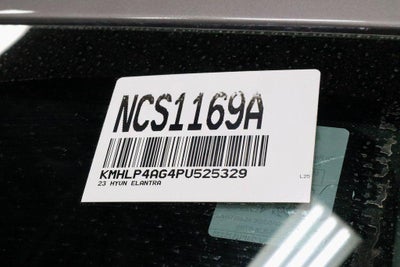 NCS1169A
KMHLP4AG4PU525329
23 HYUN ELANTRA
L25